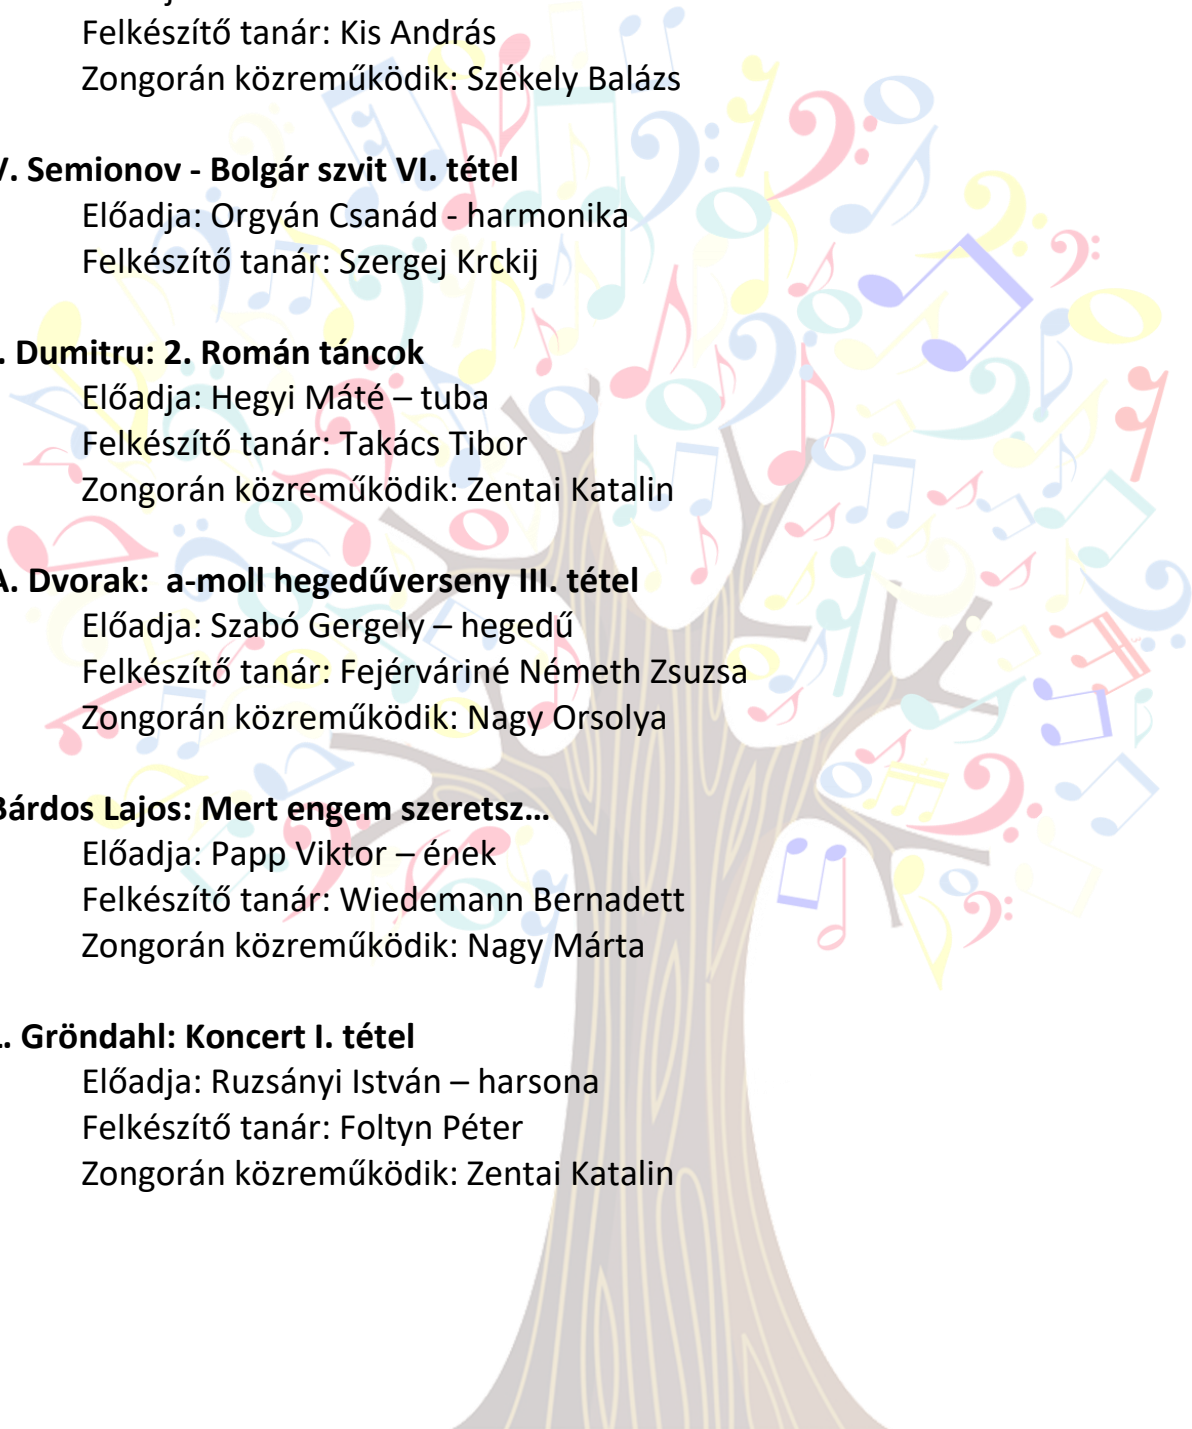 Felkészítő tanár: Kis András
Zongorán közreműködik: Székely Balázs
V. Semionov - Bolgár szvit VI. tétel
Előadja: Orgyán Csanád - harmonika
Felkészítő tanár: Szergej Krckij
. Dumitru: 2. Román táncok
Előadja: Hegyi Máté – tuba
Felkészítő tanár: Takács Tibor
Zongorán közreműködik: Zentai Katalin
A. Dvorak:  a-moll hegedűverseny III. tétel
Előadja: Szabó Gergely – hegedű
Felkészítő tanár: Fejérváriné Németh Zsuzsa
Zongorán közreműködik: Nagy Orsolya
Bárdos Lajos: Mert engem szeretsz…
Előadja: Papp Viktor – ének
Felkészítő tanár: Wiedemann Bernadett
Zongorán közreműködik: Nagy Márta
L. Gröndahl: Koncert I. tétel
Előadja: Ruzsányi István – harsona
Felkészítő tanár: Foltyn Péter
Zongorán közreműködik: Zentai Katalin